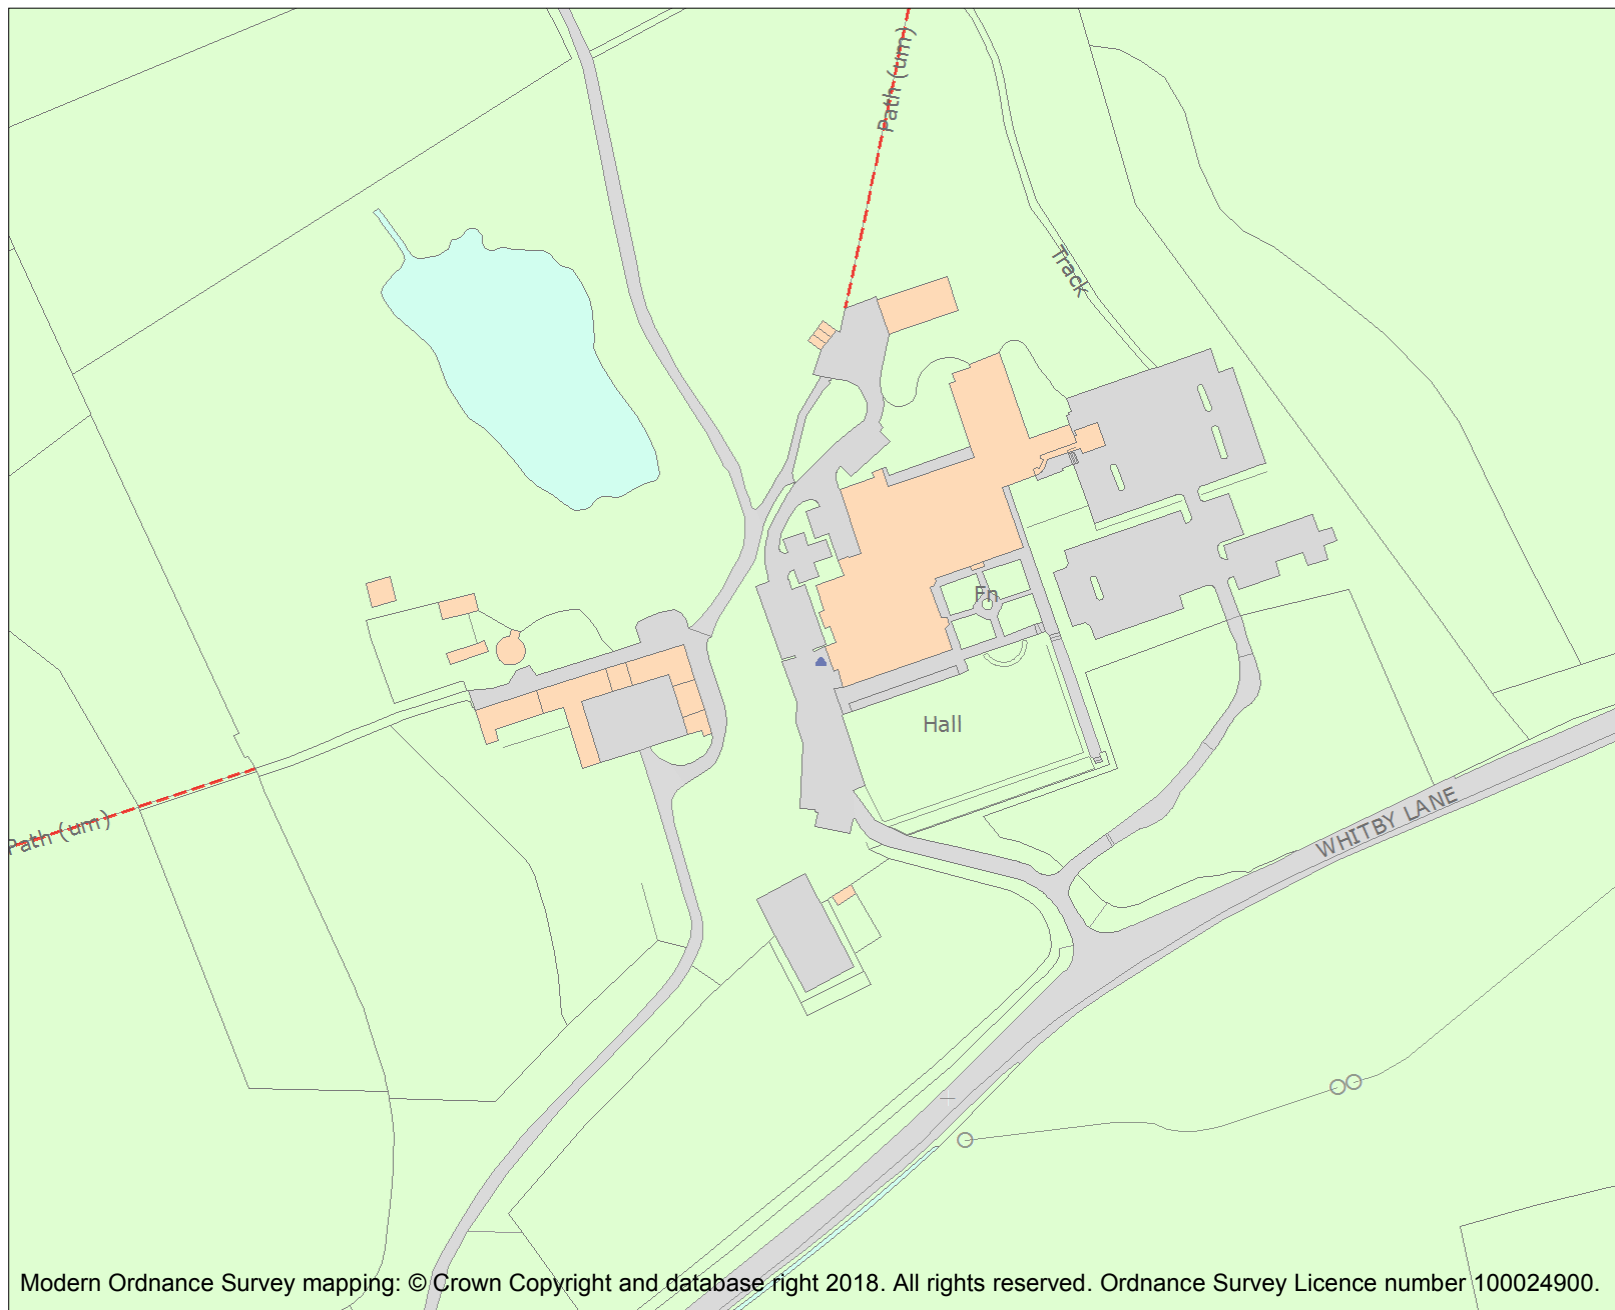 Path (um)
Track
Fn
Hall
WHITBY LANE
Path (um)
Modern Ordnance Survey mapping: © Crown Copyright and database right 2018. All rights reserved. Ordnance Survey Licence number 100024900.